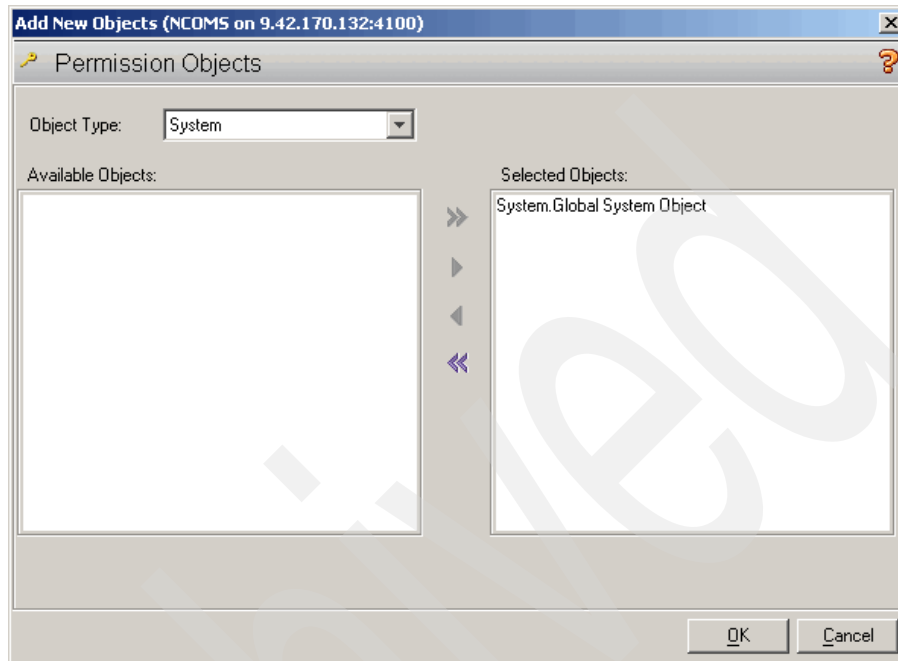 Add New Objects (NCOMS on 9.42.170.132:4100)
Permission Objects
Object Type: System
Available Objects: Selected Objects:
System.Global System Object
OK Cancel